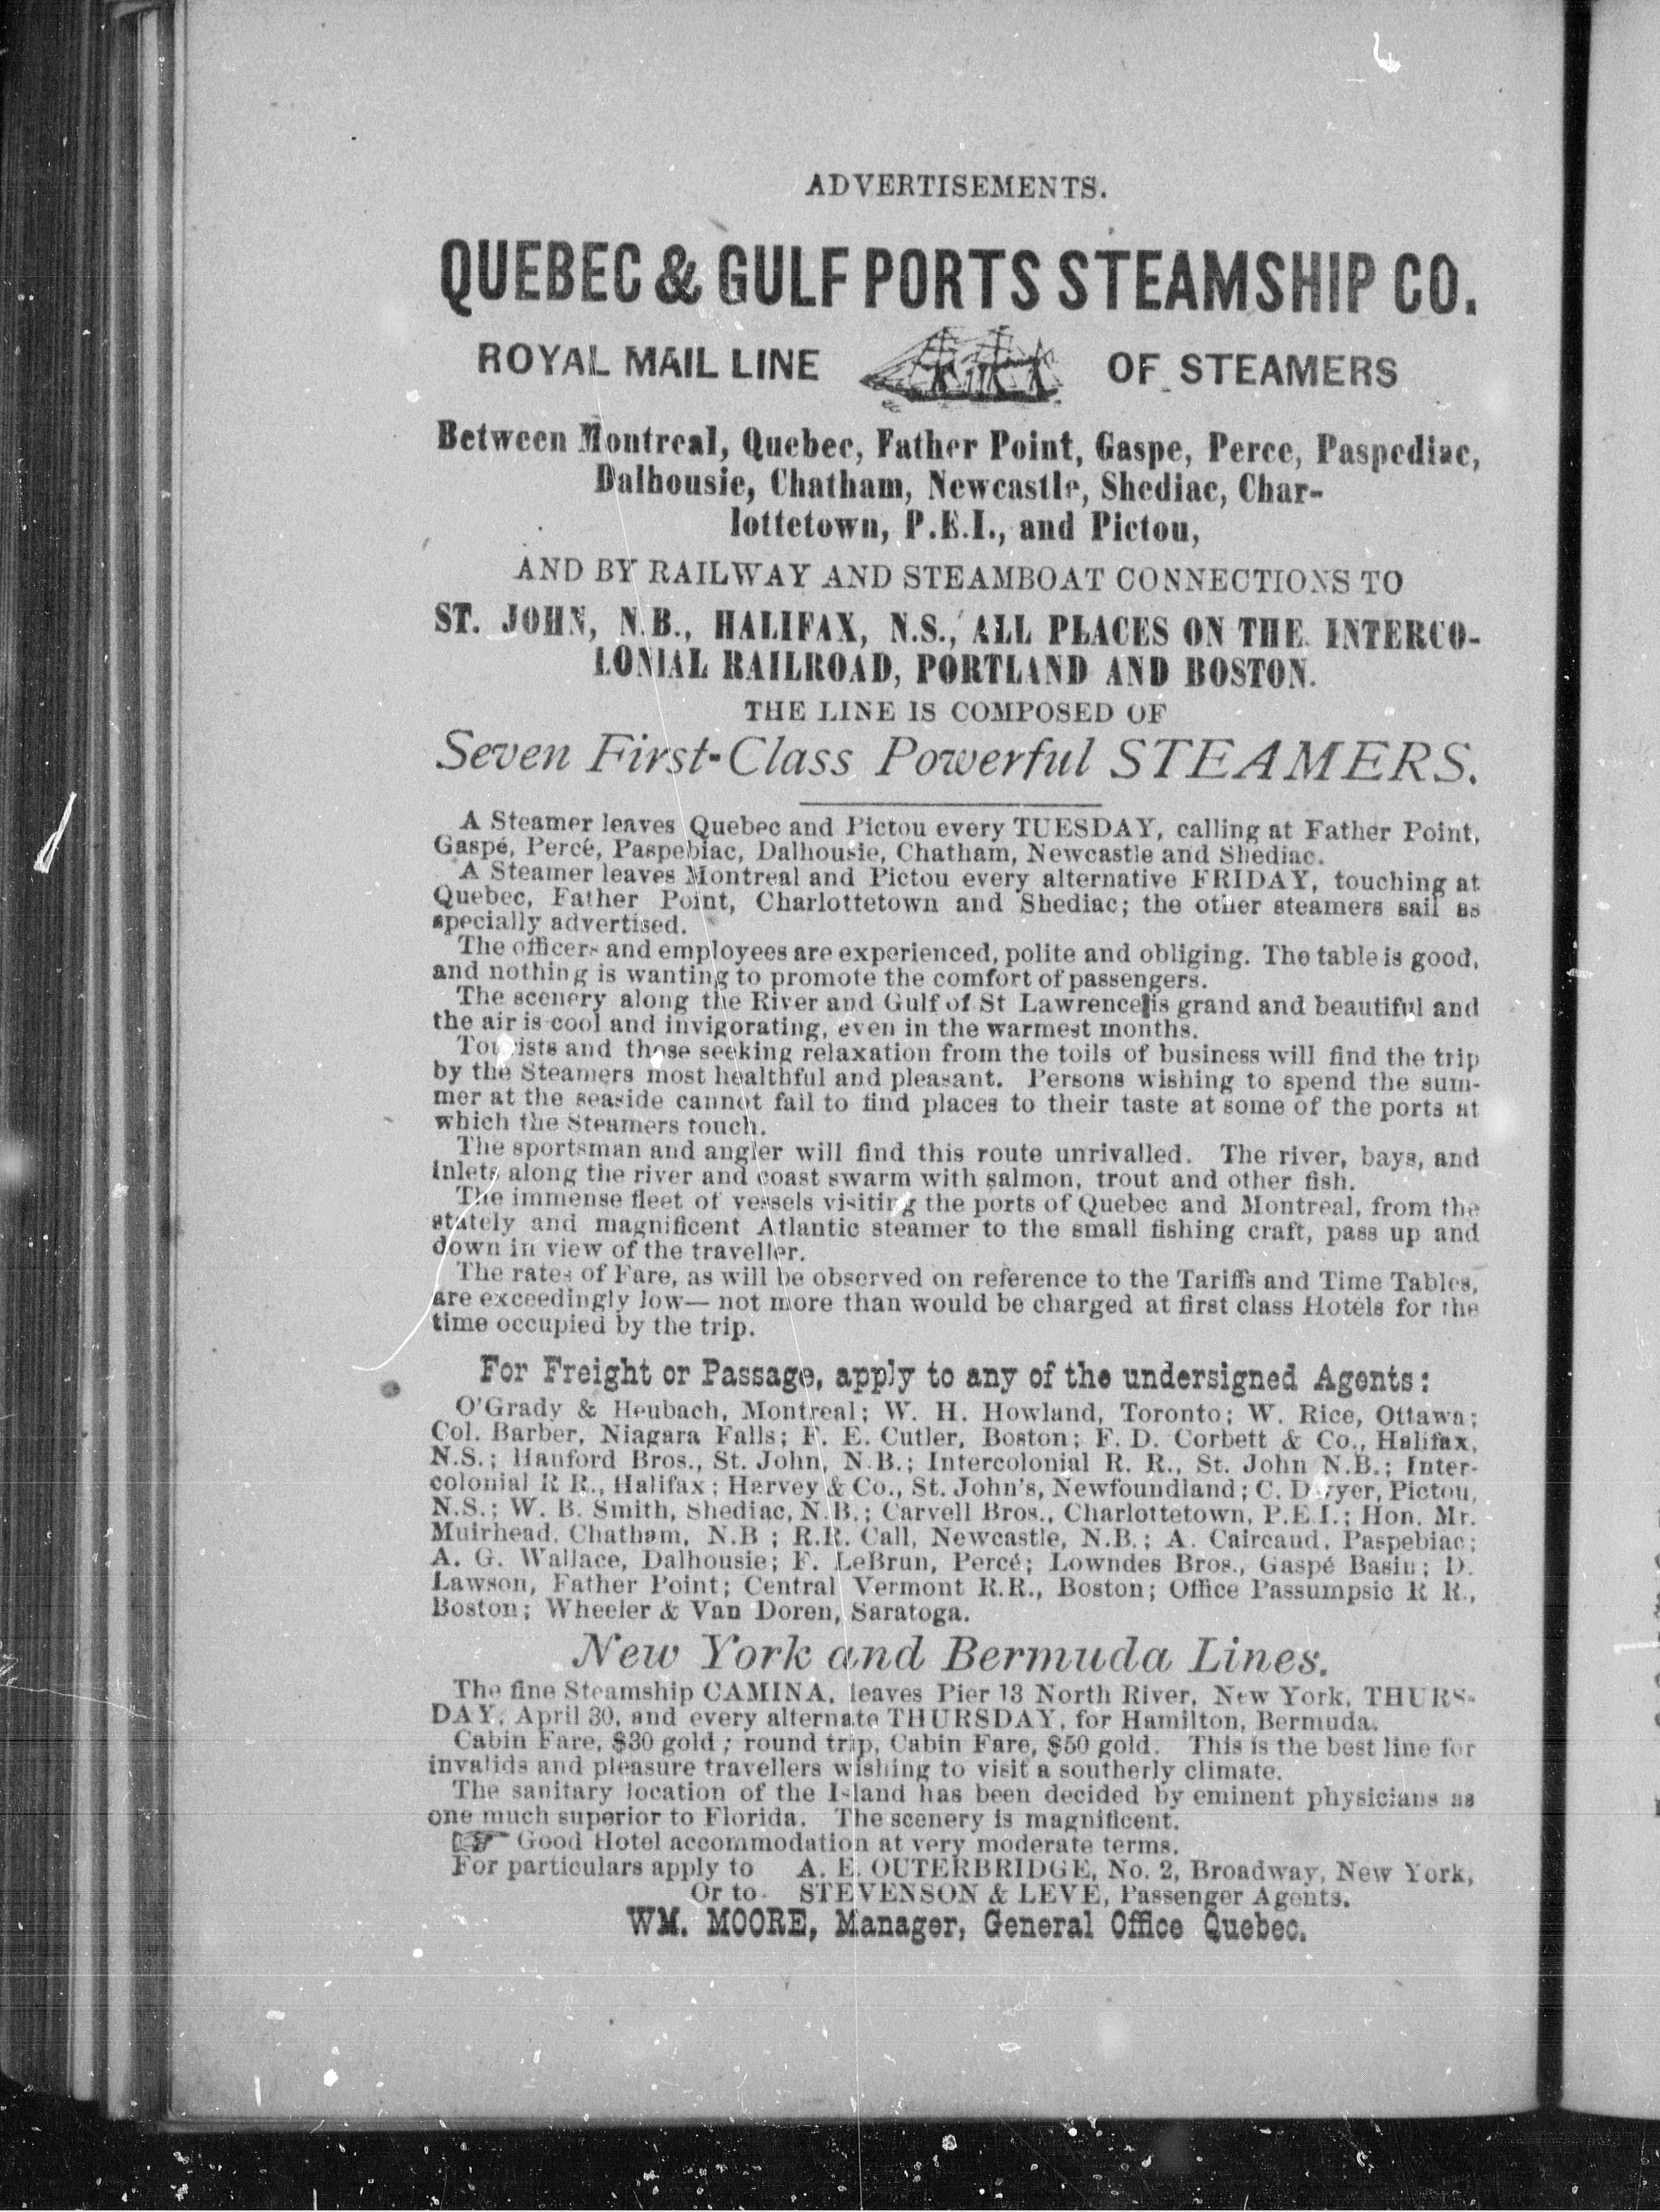 ADVERTISEMENTS.
QUEBEC & GULF PORTS STEAMSHIP CO.
ROYAL MAIL LINE OF STEAMERS
Between Montreal, Quebec, Father Point, Gaspe, Perce, Paspediac,
Dalhousie, Chatham, Newcastle, Shediac, Char-
lottetown, P.E.I., and Pictou,
AND BY RAILWAY AND STEAMBOAT CONNECTIONS TO
ST. JOHN, N.B., HALIFAX, N.S., ALL PLACES ON THE INTERCO-
LONIAL RAILROAD, PORTLAND AND BOSTON.
THE LINE IS COMPOSED OF
Seven First-Class Powerful STEAMERS.
A Steamer leaves Quebec and Pictou every TUESDAY, calling at Father Point,
Gaspé, Percé, Paspebiac, Dalhousie, Chatham, Newcastle and Shediac.
A Steamer leaves Montreal and Pictou every alternative FRIDAY, touching at
Quebec, Father Point, Charlottetown and Shediac; the other steamers sail as
specially advertised.
The officers and employees are experienced, polite and obliging. The table is good,
and nothing is wanting to promote the comfort of passengers.
The scenery along the River and Gulf of St Lawrence is grand and beautiful and
the air is cool and invigorating, even in the warmest months.
Tourists and those seeking relaxation from the toils of business will find the trip
by the Steamers most healthful and pleasant. Persons wishing to spend the sum-
mer at the seaside cannot fail to find places to their taste at some of the ports at
which the Steamers touch.
The sportsman and angler will find this route unrivalled. The river, bays, and
inlets along the river and coast swarm with salmon, trout and other fish.
The immense fleet of vessels visiting the ports of Quebec and Montreal, from the
stately and magnificent Atlantic steamer to the small fishing craft, pass up and
down in view of the traveller.
The rates of Fare, as will be observed on reference to the Tariffs and Time Tables,
are exceedingly low— not more than would be charged at first class Hotels for the
time occupied by the trip.
For Freight or Passage, apply to any of the undersigned Agents:
O'Grady & Heubach, Montreal; W. H. Howland, Toronto; W. Rice, Ottawa;
Col. Barber, Niagara Falls; F. E. Cutler, Boston; F. D. Corbett & Co., Halifax,
N.S.; Hanford Bros., St. John, N.B.; Intercolonial R. R., St. John N.B.; Inter-
colonial R R., Halifax; Harvey & Co., St. John's, Newfoundland; C. Dwyer, Pictou,
N.S.; W. B. Smith, Shediac, N.B.; Carvell Bros., Charlottetown, P.E.I.; Hon. Mr.
Muirhead, Chatham, N.B ; R.R. Call, Newcastle, N.B.; A. Caircaud, Paspebiac;
A. G. Wallace, Dalhousie; F. LeBrun, Percé; Lowndes Bros., Gaspé Basin; D.
Lawson, Father Point; Central Vermont R.R., Boston; Office Passumpsic R R.,
Boston; Wheeler & Van Doren, Saratoga.
New York and Bermuda Lines.
The fine Steamship CAMINA, leaves Pier 13 North River, New York, THURS-
DAY, April 30, and every alternate THURSDAY, for Hamilton, Bermuda.
Cabin Fare, $30 gold; round trip, Cabin Fare, $50 gold. This is the best line for
invalids and pleasure travellers wishing to visit a southerly climate.
The sanitary location of the Island has been decided by eminent physicians as
one much superior to Florida. The scenery is magnificent.
☞ Good Hotel accommodation at very moderate terms.
For particulars apply to A. E. OUTERBRIDGE, No. 2, Broadway, New York,
Or to STEVENSON & LEVE, Passenger Agents.
WM. MOORE, Manager, General Office Quebec.